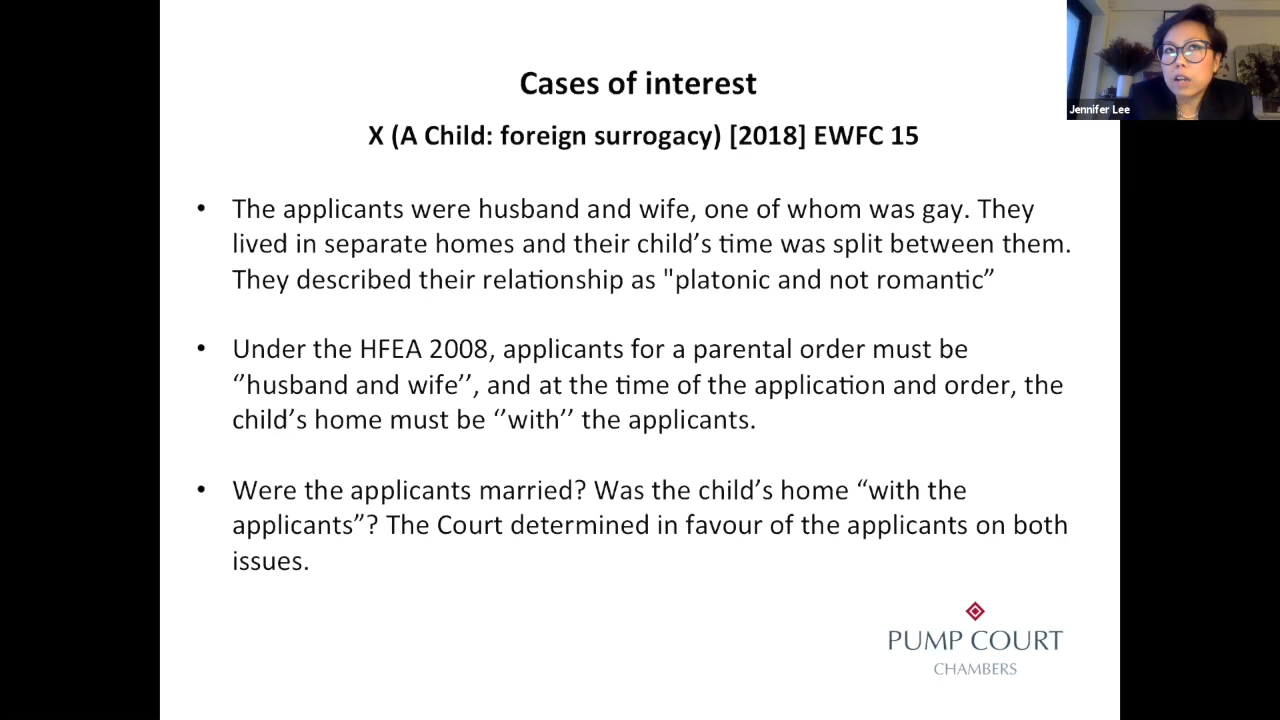 Cases of interest
X (A Child: foreign surrogacy) [2018] EWFC 15
• The applicants were husband and wife, one of whom was gay. They
lived in separate homes and their child’s time was split between them.
They described their relationship as "platonic and not romantic”
• Under the HFEA 2008, applicants for a parental order must be
‘’husband and wife’’, and at the time of the application and order, the
child’s home must be ‘’with’’ the applicants.
• Were the applicants married? Was the child’s home “with the
applicants”? The Court determined in favour of the applicants on both
issues.
PUMP COURT
CHAMBERS
Jennifer Lee